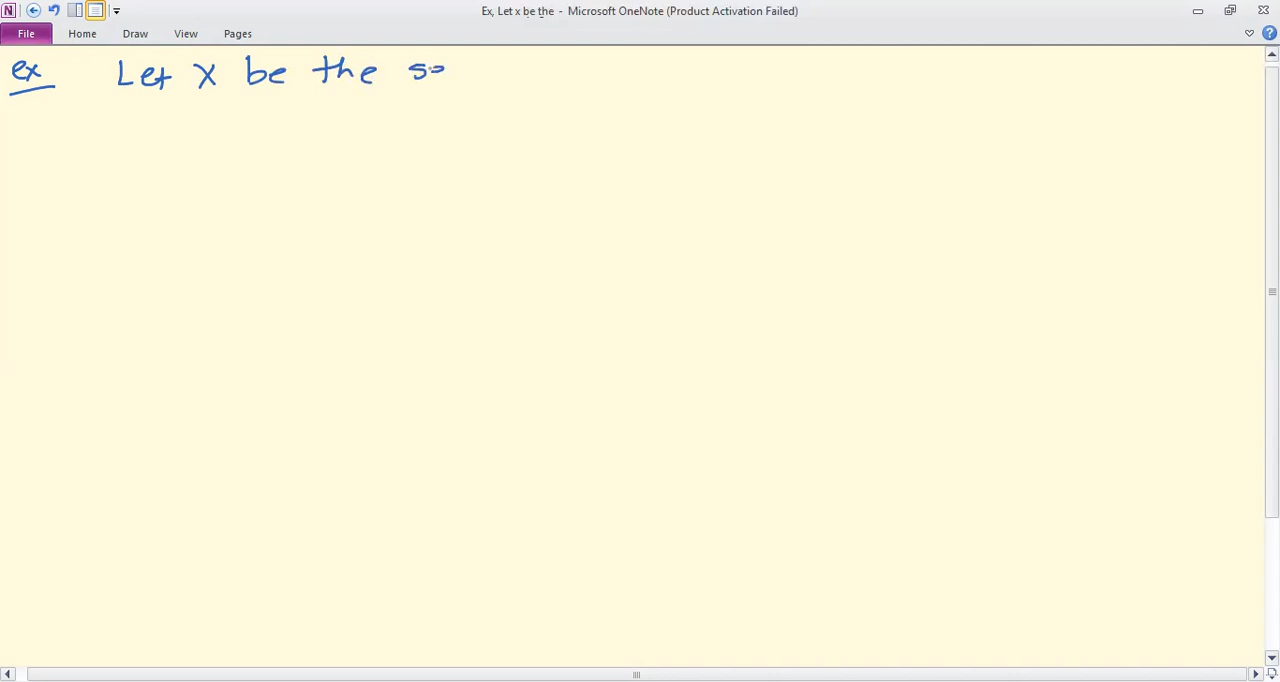 Ex, Let x be the - Microsoft OneNote (Product Activation Failed)
File Home Draw View Pages
ex Let X be the